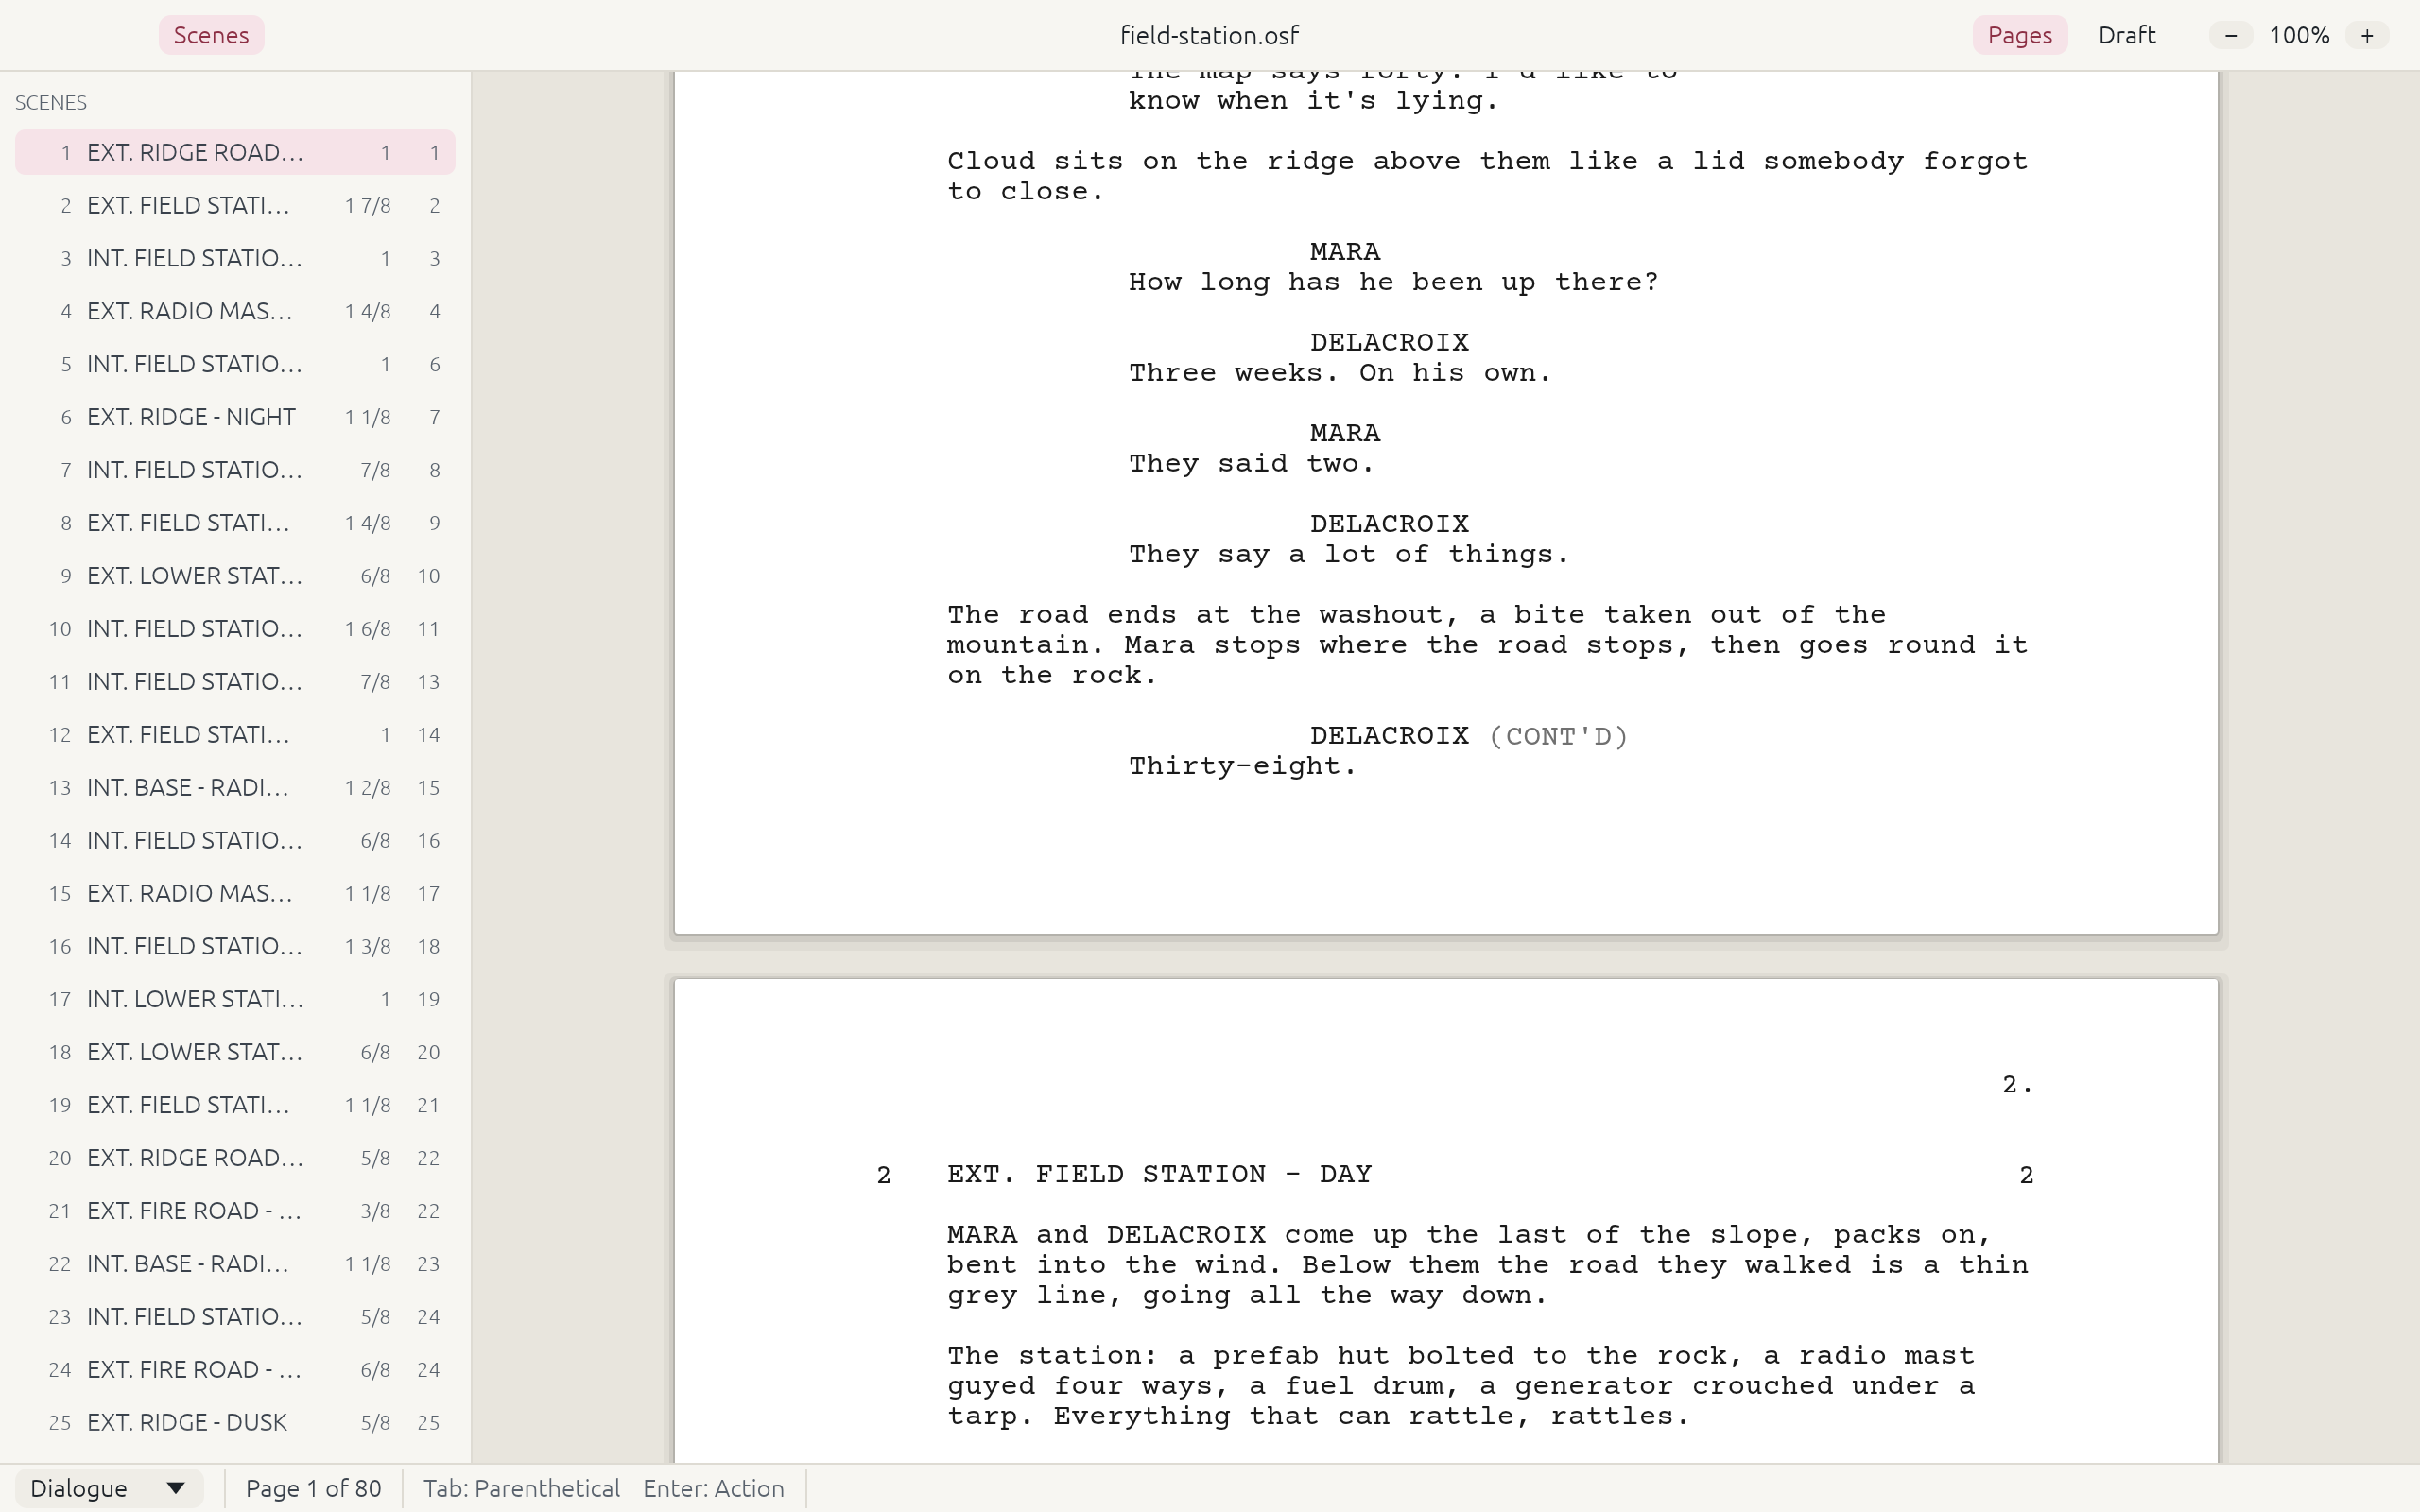 Scenes
field-station.osf
Pages Draft − 100% +
SCENES
1 EXT. RIDGE ROAD… 1 1
2 EXT. FIELD STATI… 1 7/8 2
3 INT. FIELD STATIO… 1 3
4 EXT. RADIO MAS… 1 4/8 4
5 INT. FIELD STATIO… 1 6
6 EXT. RIDGE - NIGHT 1 1/8 7
7 INT. FIELD STATIO… 7/8 8
8 EXT. FIELD STATI… 1 4/8 9
9 EXT. LOWER STAT… 6/8 10
10 INT. FIELD STATIO… 1 6/8 11
11 INT. FIELD STATIO… 7/8 13
12 EXT. FIELD STATI… 1 14
13 INT. BASE - RADI… 1 2/8 15
14 INT. FIELD STATIO… 6/8 16
15 EXT. RADIO MAS… 1 1/8 17
16 INT. FIELD STATIO… 1 3/8 18
17 INT. LOWER STATI… 1 19
18 EXT. LOWER STAT… 6/8 20
19 EXT. FIELD STATI… 1 1/8 21
20 EXT. RIDGE ROAD… 5/8 22
21 EXT. FIRE ROAD - … 3/8 22
22 INT. BASE - RADI… 1 1/8 23
23 INT. FIELD STATIO… 5/8 24
24 EXT. FIRE ROAD - … 6/8 24
25 EXT. RIDGE - DUSK 5/8 25
The map says forty. I'd like to
know when it's lying.
Cloud sits on the ridge above them like a lid somebody forgot
to close.
MARA
How long has he been up there?
DELACROIX
Three weeks. On his own.
MARA
They said two.
DELACROIX
They say a lot of things.
The road ends at the washout, a bite taken out of the
mountain. Mara stops where the road stops, then goes round it
on the rock.
DELACROIX (CONT'D)
Thirty-eight.
2.
2 EXT. FIELD STATION - DAY 2
MARA and DELACROIX come up the last of the slope, packs on,
bent into the wind. Below them the road they walked is a thin
grey line, going all the way down.
The station: a prefab hut bolted to the rock, a radio mast
guyed four ways, a fuel drum, a generator crouched under a
tarp. Everything that can rattle, rattles.
Dialogue Page 1 of 80 Tab: Parenthetical Enter: Action